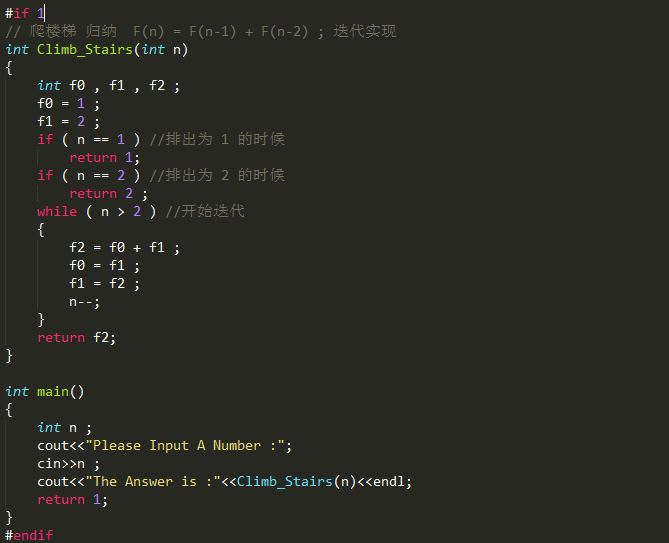 #if 1
// 爬楼梯 归纳  F(n) = F(n-1) + F(n-2) ; 迭代实现
int Climb_Stairs(int n)
{
    int f0 , f1 , f2 ;
    f0 = 1 ;
    f1 = 2 ;
    if ( n == 1 ) //排出为 1 的时候
        return 1;
    if ( n == 2 ) //排出为 2 的时候
        return 2 ;
    while ( n > 2 ) //开始迭代
    {
        f2 = f0 + f1 ;
        f0 = f1 ;
        f1 = f2 ;
        n--;
    }
    return f2;
}

int main()
{
    int n ;
    cout<<"Please Input A Number :";
    cin>>n ;
    cout<<"The Answer is :"<<Climb_Stairs(n)<<endl;
    return 1;
}
#endif